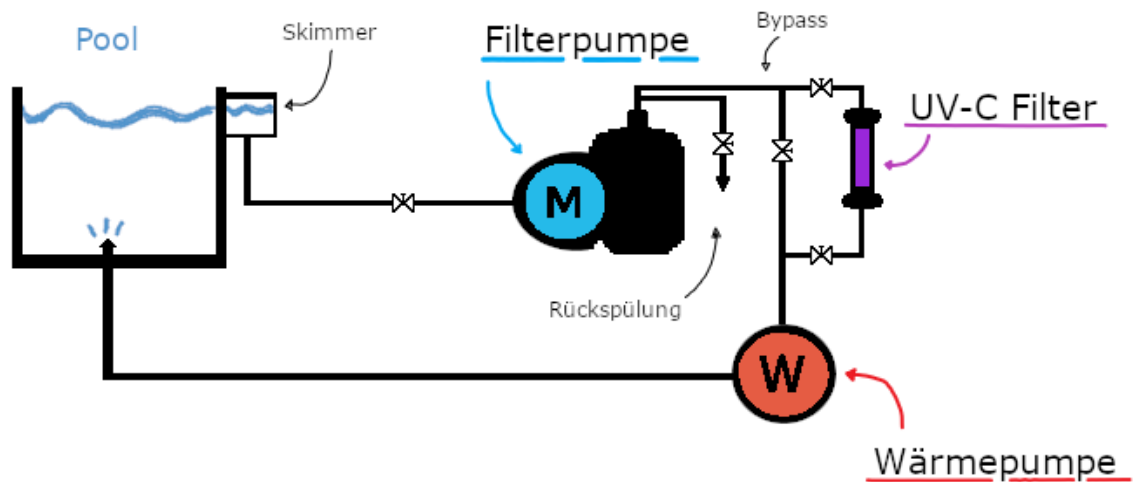 Pool
Skimmer
Filterpumpe
Bypass
UV-C Filter
M
Rückspülung
W
Wärmepumpe